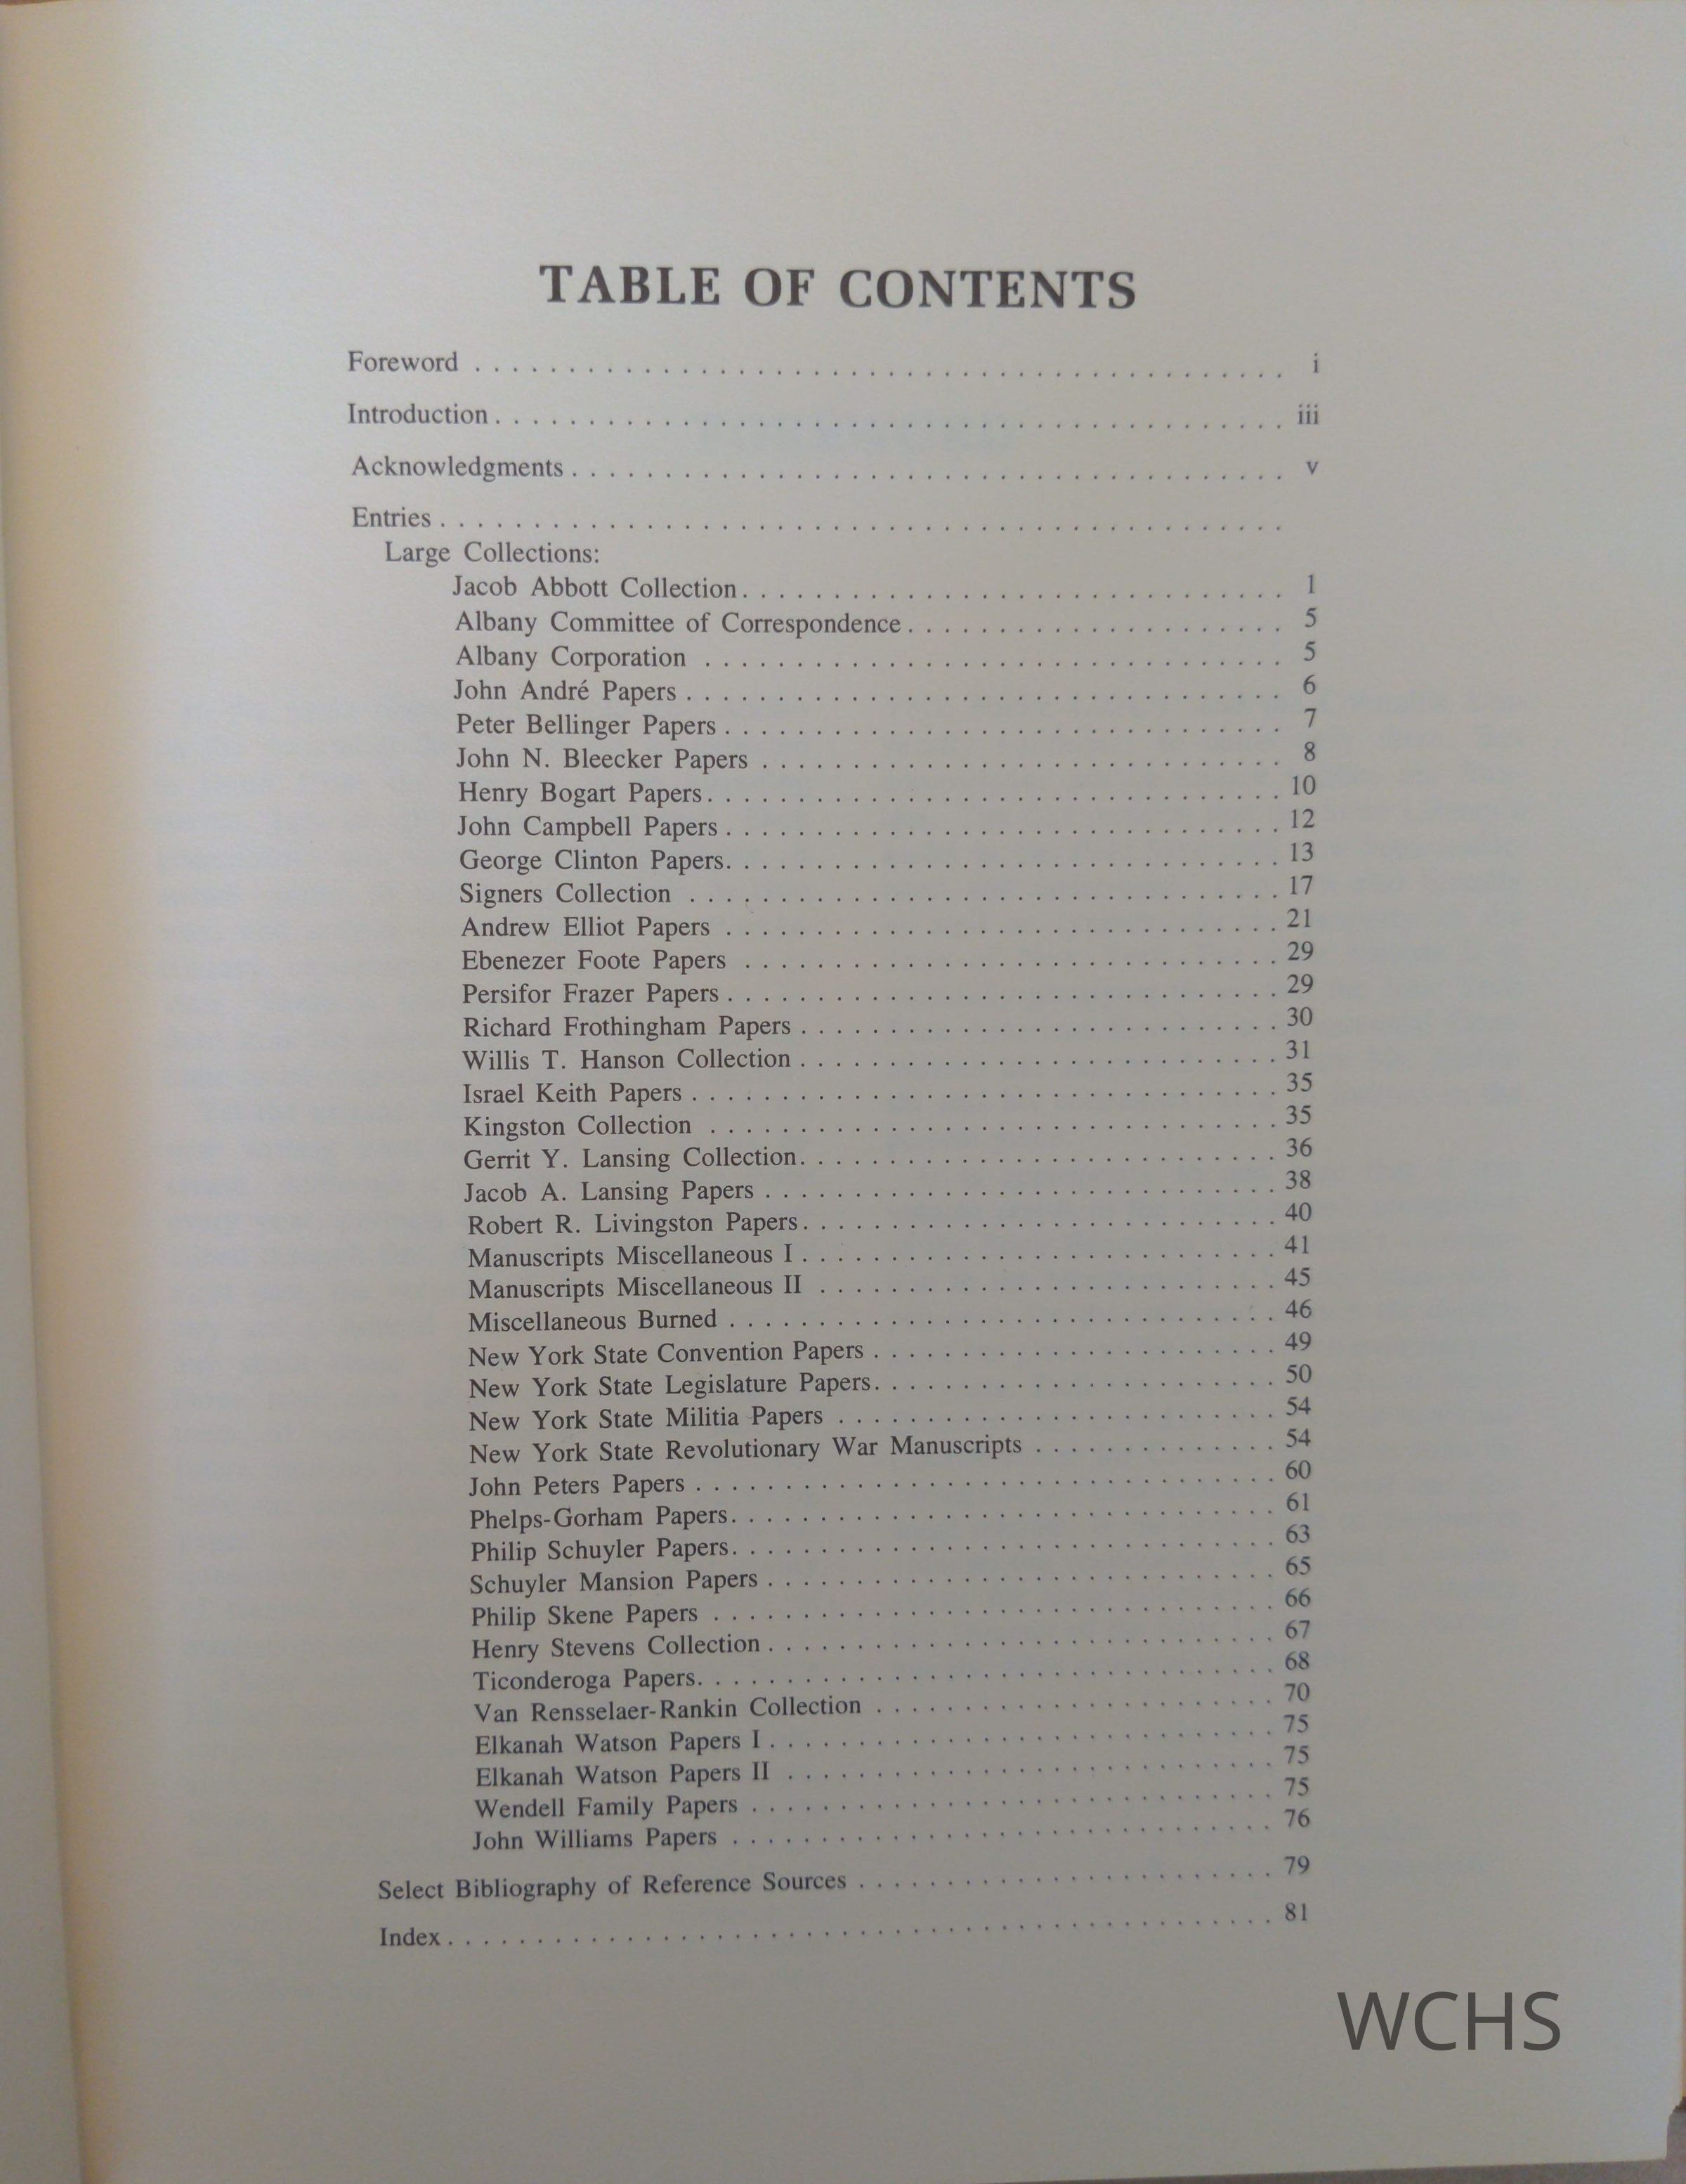 TABLE OF CONTENTS
Foreword . . . . . . . . . . . . . . . . . . . . i
Introduction . . . . . . . . . . . . . . . . . . . . iii
Acknowledgments . . . . . . . . . . . . . . . . . . . . v
Entries . . . . . . . . . . . . . . . . . . . .
Large Collections:
Jacob Abbott Collection . . . . . . . . . . 1
Albany Committee of Correspondence . . . . . . . . . . 5
Albany Corporation . . . . . . . . . . 5
John André Papers . . . . . . . . . . 6
Peter Bellinger Papers . . . . . . . . . . 7
John N. Bleecker Papers . . . . . . . . . . 8
Henry Bogart Papers . . . . . . . . . . 10
John Campbell Papers . . . . . . . . . . 12
George Clinton Papers . . . . . . . . . . 13
Signers Collection . . . . . . . . . . 17
Andrew Elliot Papers . . . . . . . . . . 21
Ebenezer Foote Papers . . . . . . . . . . 29
Persifor Frazer Papers . . . . . . . . . . 29
Richard Frothingham Papers . . . . . . . . . . 30
Willis T. Hanson Collection . . . . . . . . . . 31
Israel Keith Papers . . . . . . . . . . 35
Kingston Collection . . . . . . . . . . 35
Gerrit Y. Lansing Collection . . . . . . . . . . 36
Jacob A. Lansing Papers . . . . . . . . . . 38
Robert R. Livingston Papers . . . . . . . . . . 40
Manuscripts Miscellaneous I . . . . . . . . . . 41
Manuscripts Miscellaneous II . . . . . . . . . . 45
Miscellaneous Burned . . . . . . . . . . 46
New York State Convention Papers . . . . . . . . . . 49
New York State Legislature Papers . . . . . . . . . . 50
New York State Militia Papers . . . . . . . . . . 54
New York State Revolutionary War Manuscripts . . . . . . . . . . 54
John Peters Papers . . . . . . . . . . 60
Phelps-Gorham Papers . . . . . . . . . . 61
Philip Schuyler Papers . . . . . . . . . . 63
Schuyler Mansion Papers . . . . . . . . . . 65
Philip Skene Papers . . . . . . . . . . 66
Henry Stevens Collection . . . . . . . . . . 67
Ticonderoga Papers . . . . . . . . . . 68
Van Rensselaer-Rankin Collection . . . . . . . . . . 70
Elkanah Watson Papers I . . . . . . . . . . 75
Elkanah Watson Papers II . . . . . . . . . . 75
Wendell Family Papers . . . . . . . . . . 75
John Williams Papers . . . . . . . . . . 76
Select Bibliography of Reference Sources . . . . . . . . . . 79
Index . . . . . . . . . . 81
WCHS